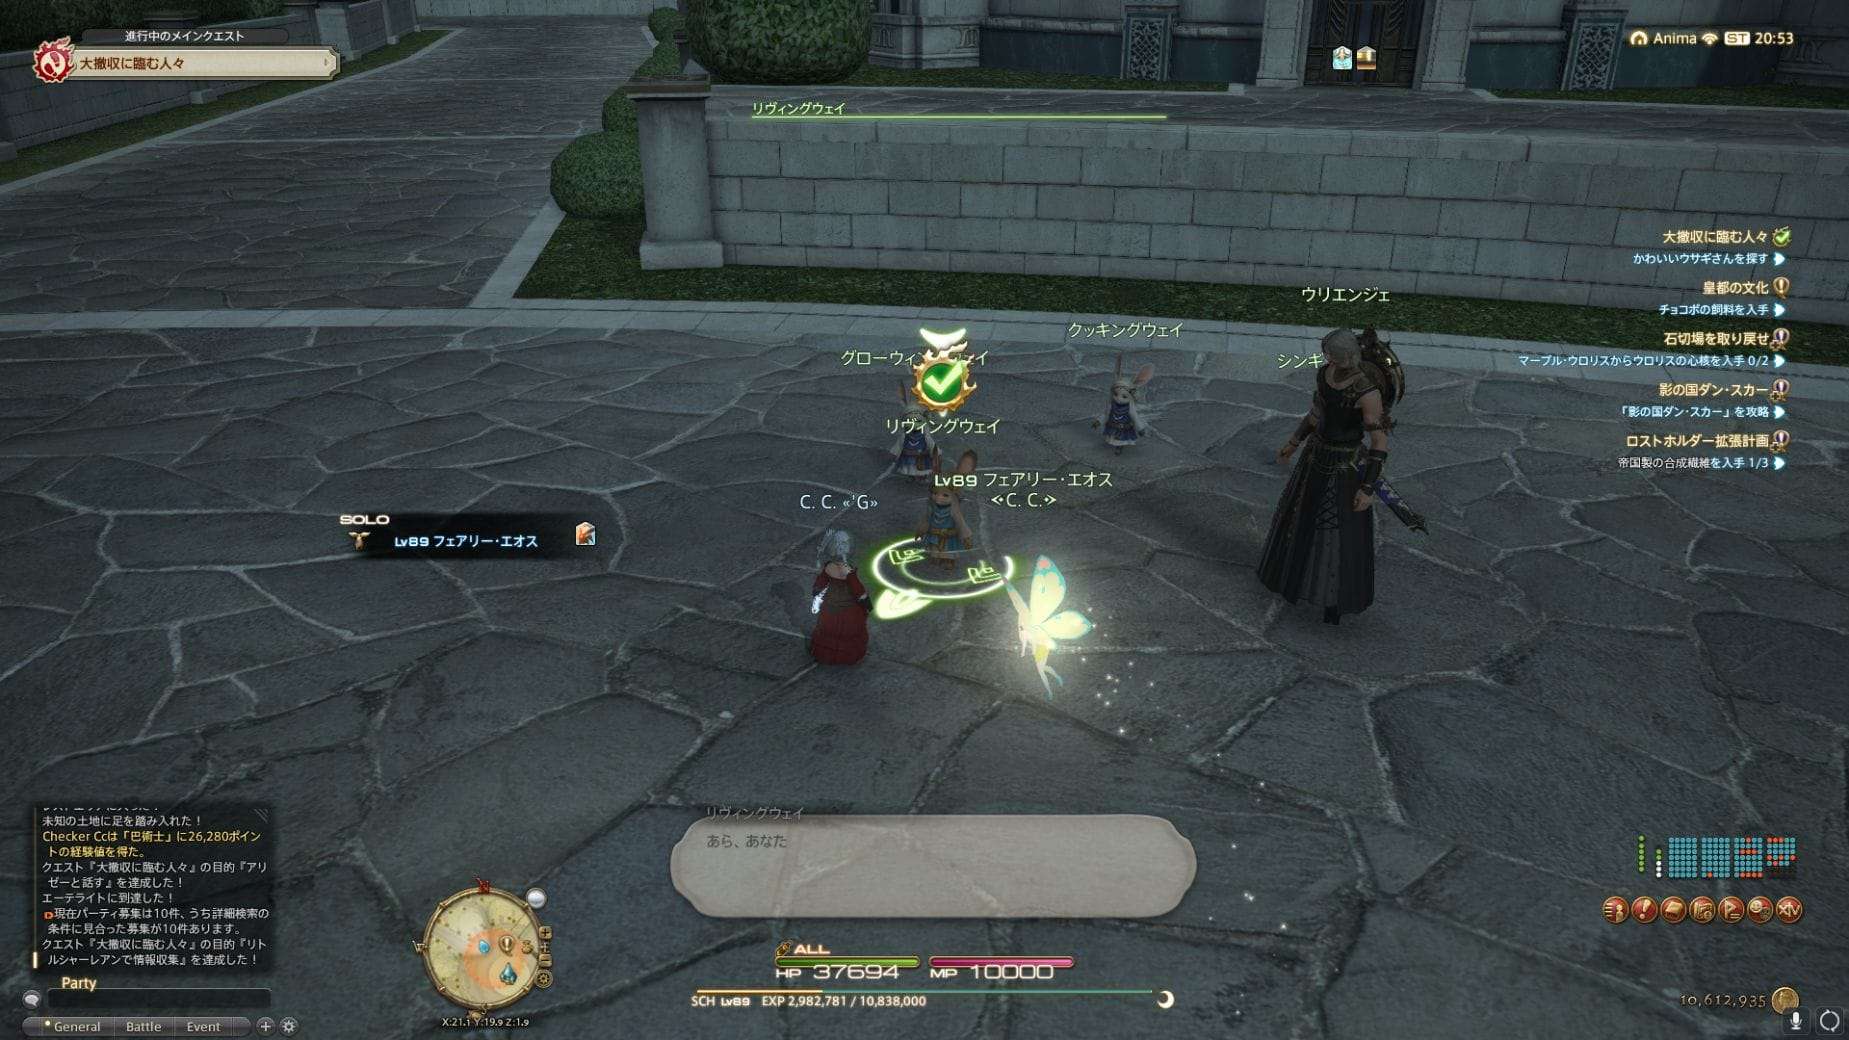 進行中のメインクエスト
大撤収に臨む人々
Anima ST 20:53
リヴィングウェイ
大撤収に臨む人々
かわいいウサギさんを探す
皇都の文化
チョコボの飼料を入手
石切場を取り戻せ
マーブル・ウロリスからウロリスの心核を入手 0/2
影の国ダン・スカー
「影の国ダン・スカー」を攻略
ロストホルダー拡張計画
帝国製の合成繊維を入手 1/3
ウリエンジェ
クッキングウェイ
シンギ
リヴィングウェイ
Lv89 フェアリー・エオス
<C. C.>
C. C. «'G»
SOLO
Lv89 フェアリー・エオス
未知の土地に足を踏み入れた！
Checker Ccは「巴術士」に26,280ポイン
トの経験値を得た。
クエスト『大撤収に臨む人々』の目的『アリ
ゼーと話す』を達成した！
エーテライトに到達した！
現在パーティ募集は10件、うち詳細検索の
条件に見合った募集が10件あります。
クエスト『大撤収に臨む人々』の目的『リト
ルシャーレアンで情報収集』を達成した！
Party
General Battle Event
N
X:21.1 Y:19.9 Z:1.9
リヴィングウェイ
あら、あなた
ALL
HP 37694 MP 10000
SCH Lv89 EXP 2,982,781 / 10,838,000
XIV
10,612,935